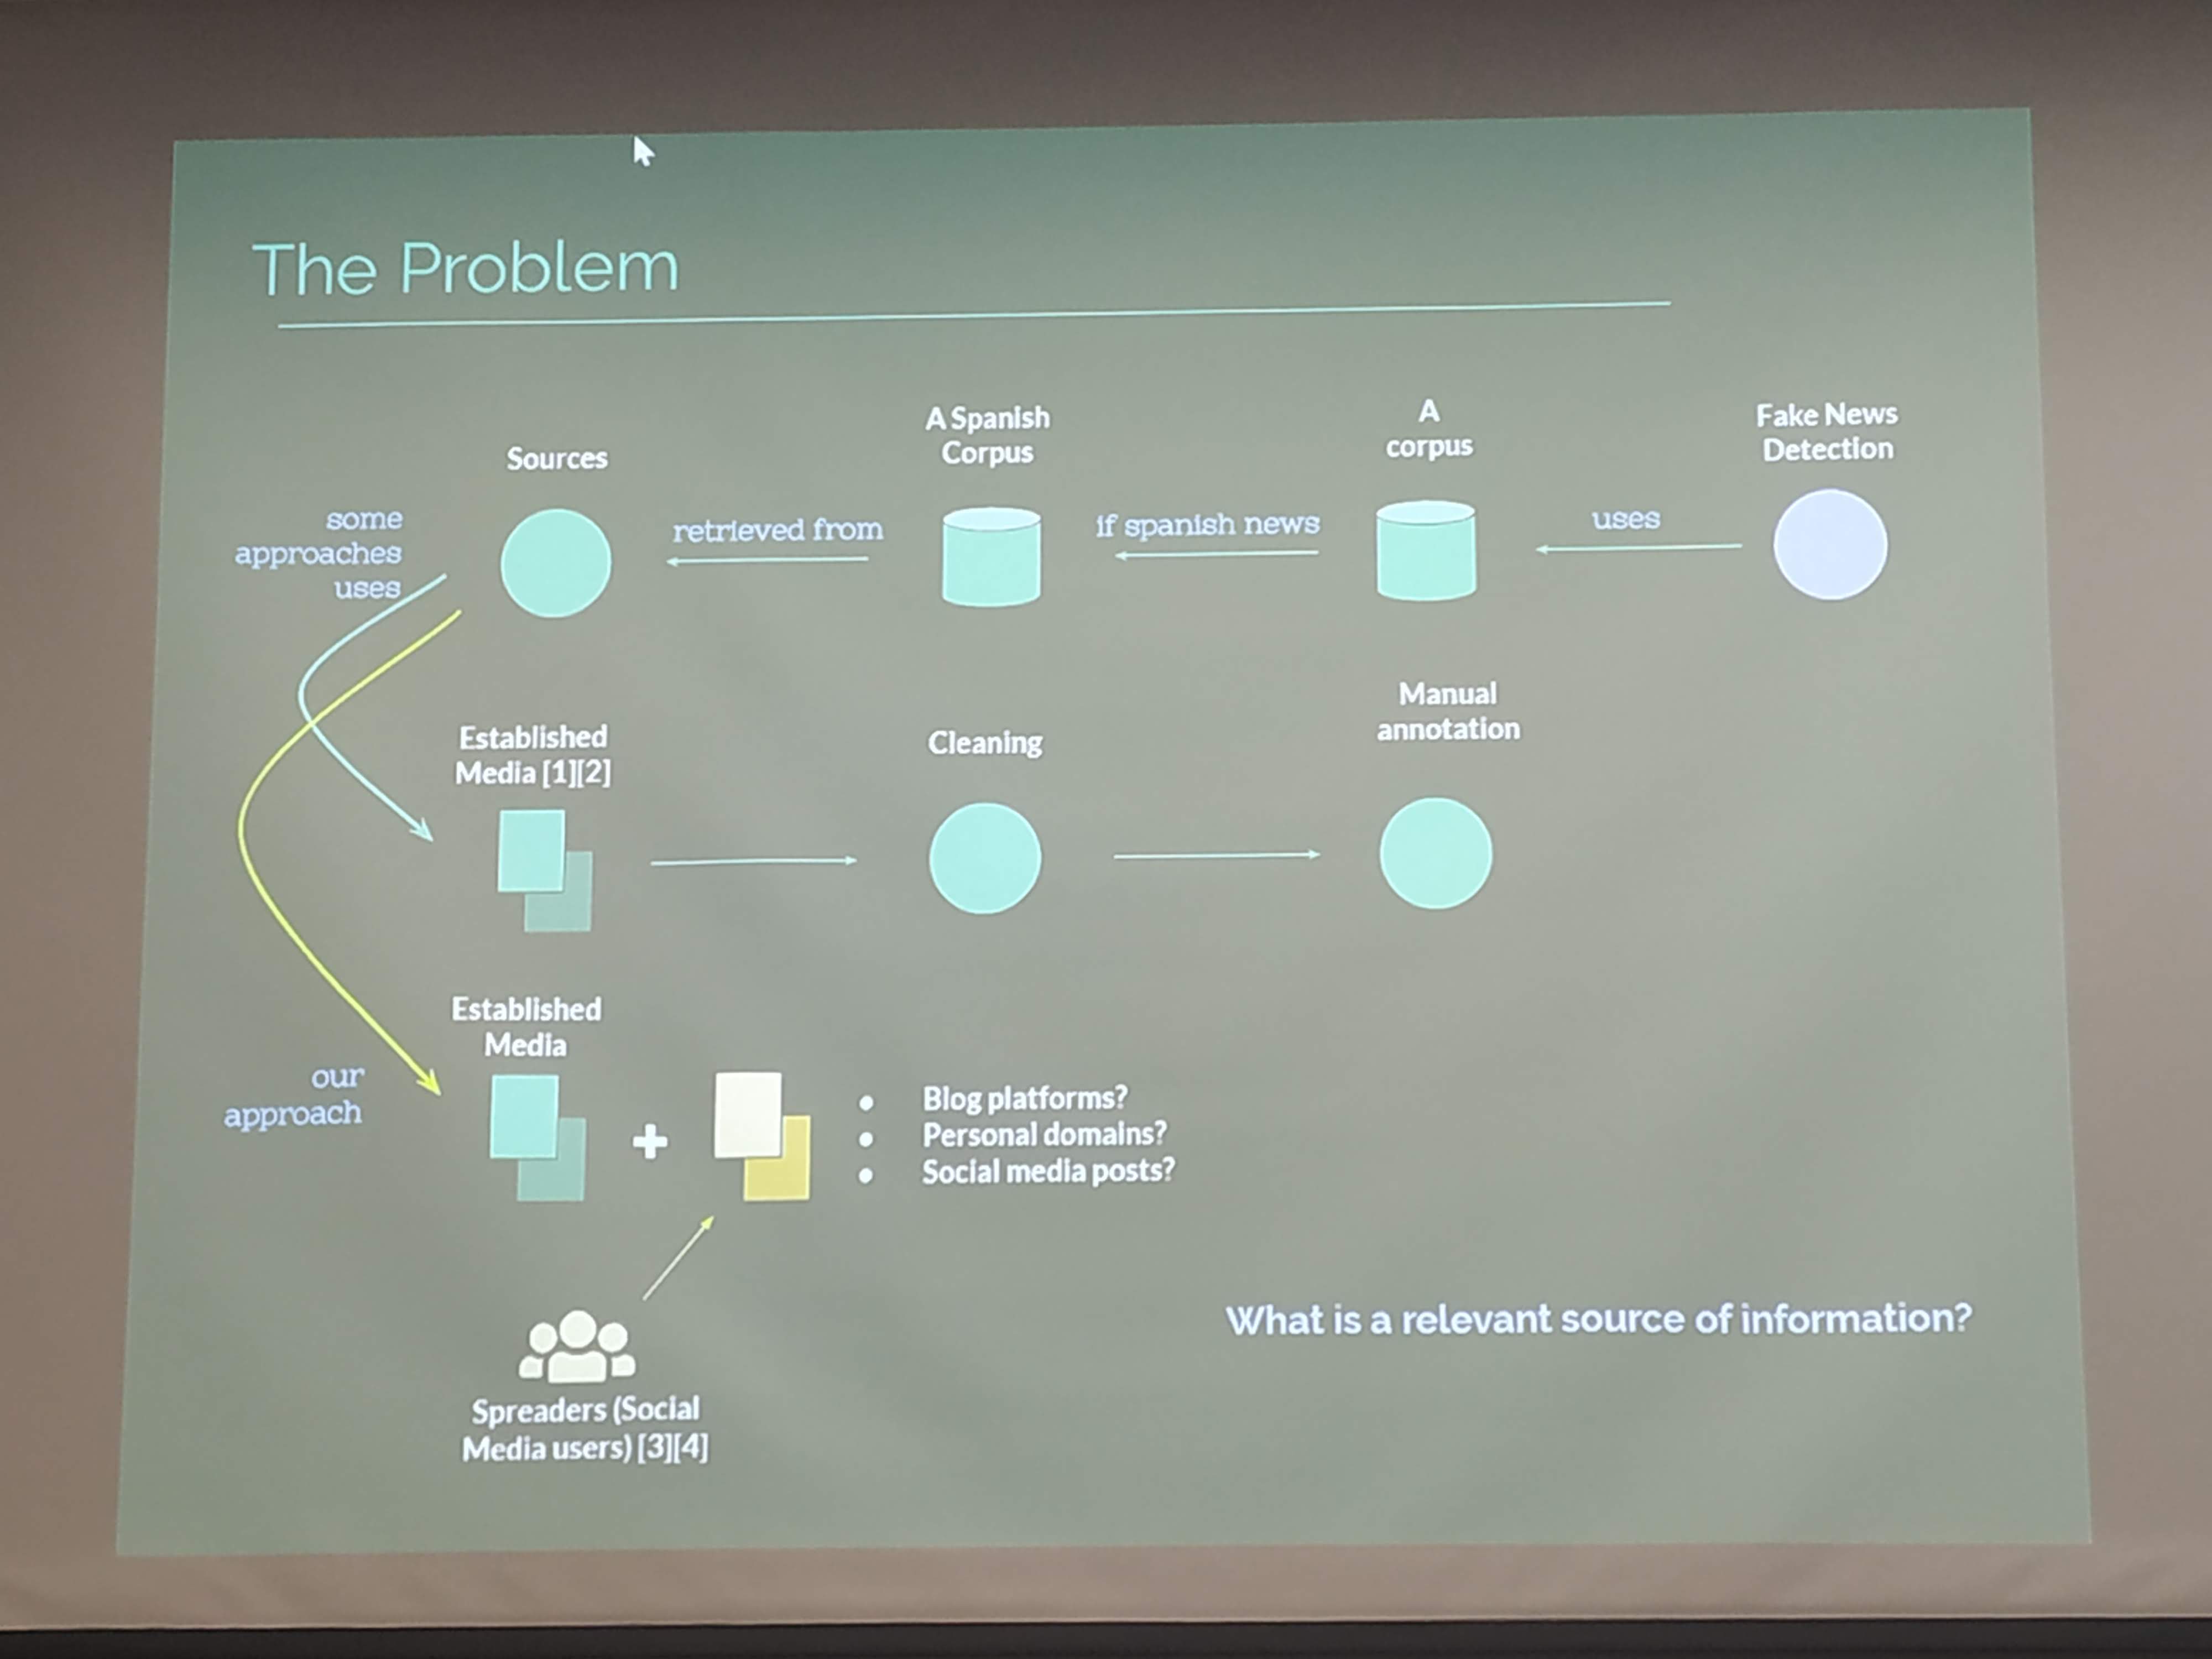 The Problem
Sources
A Spanish
Corpus
A
corpus
Fake News
Detection
some
approaches
uses
retrieved from
if spanish news
uses
Established
Media [1][2]
Cleaning
Manual
annotation
Established
Media
our
approach
+
● Blog platforms?
● Personal domains?
● Social media posts?
Spreaders (Social
Media users) [3][4]
What is a relevant source of information?